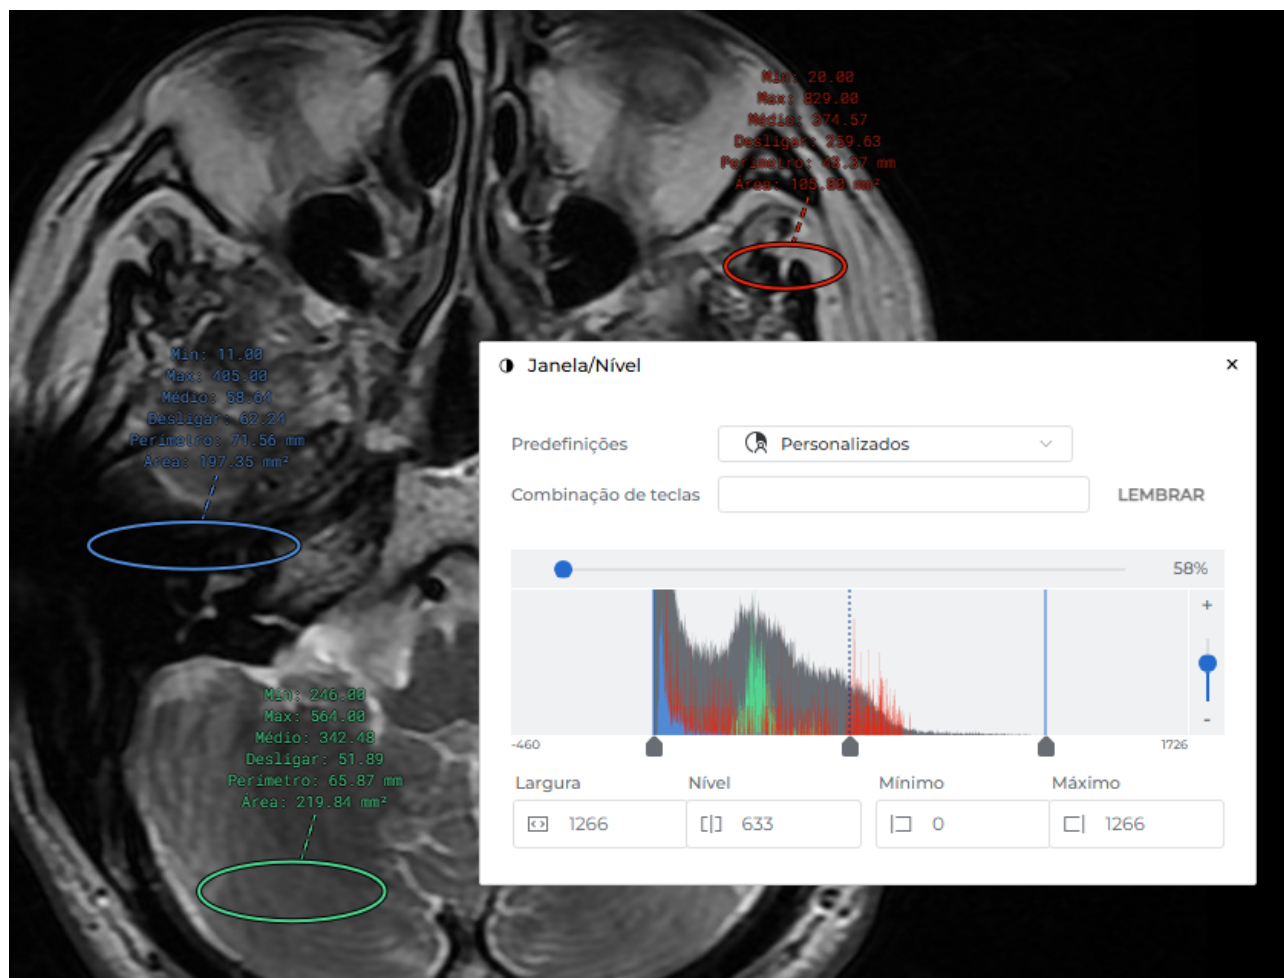 Min: 20.00
Max: 829.00
Médio: 374.57
Desligar: 259.63
Perímetro: 43.37 mm
Área: 105.88 mm²
Min: 11.00
Max: 405.00
Médio: 58.64
Desligar: 62.24
Perímetro: 71.56 mm
Área: 197.35 mm²
Min: 246.00
Max: 564.00
Médio: 342.48
Desligar: 51.89
Perímetro: 65.87 mm
Área: 219.84 mm²
Janela/Nível
Predefinições Personalizados
Combinação de teclas LEMBRAR
58%
+
-
-460 1726
Largura Nível Mínimo Máximo
1266 633 0 1266